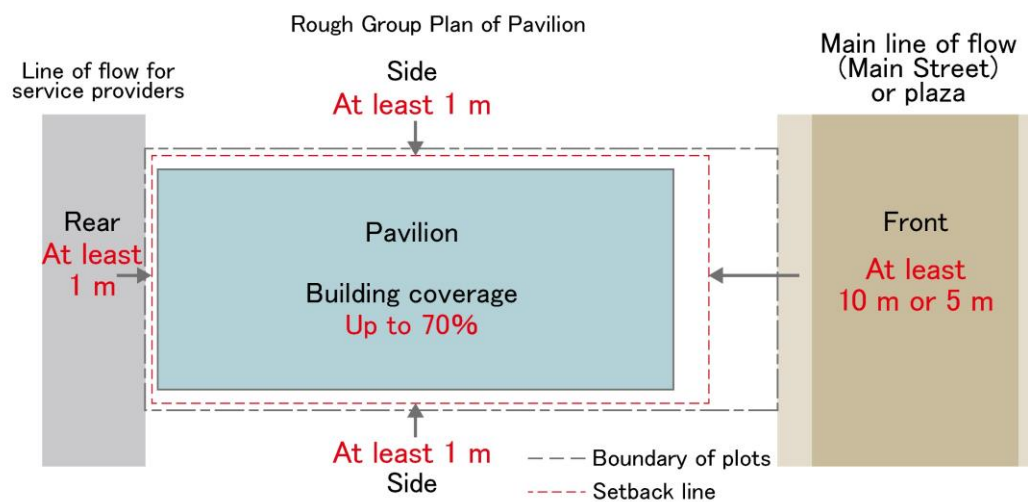 Rough Group Plan of Pavilion
Line of flow for
service providers
Side
At least 1 m
Main line of flow
(Main Street)
or plaza
Rear
At least
1 m
Pavilion
Building coverage
Up to 70%
Front
At least
10 m or 5 m
At least 1 m
Side
Boundary of plots
Setback line